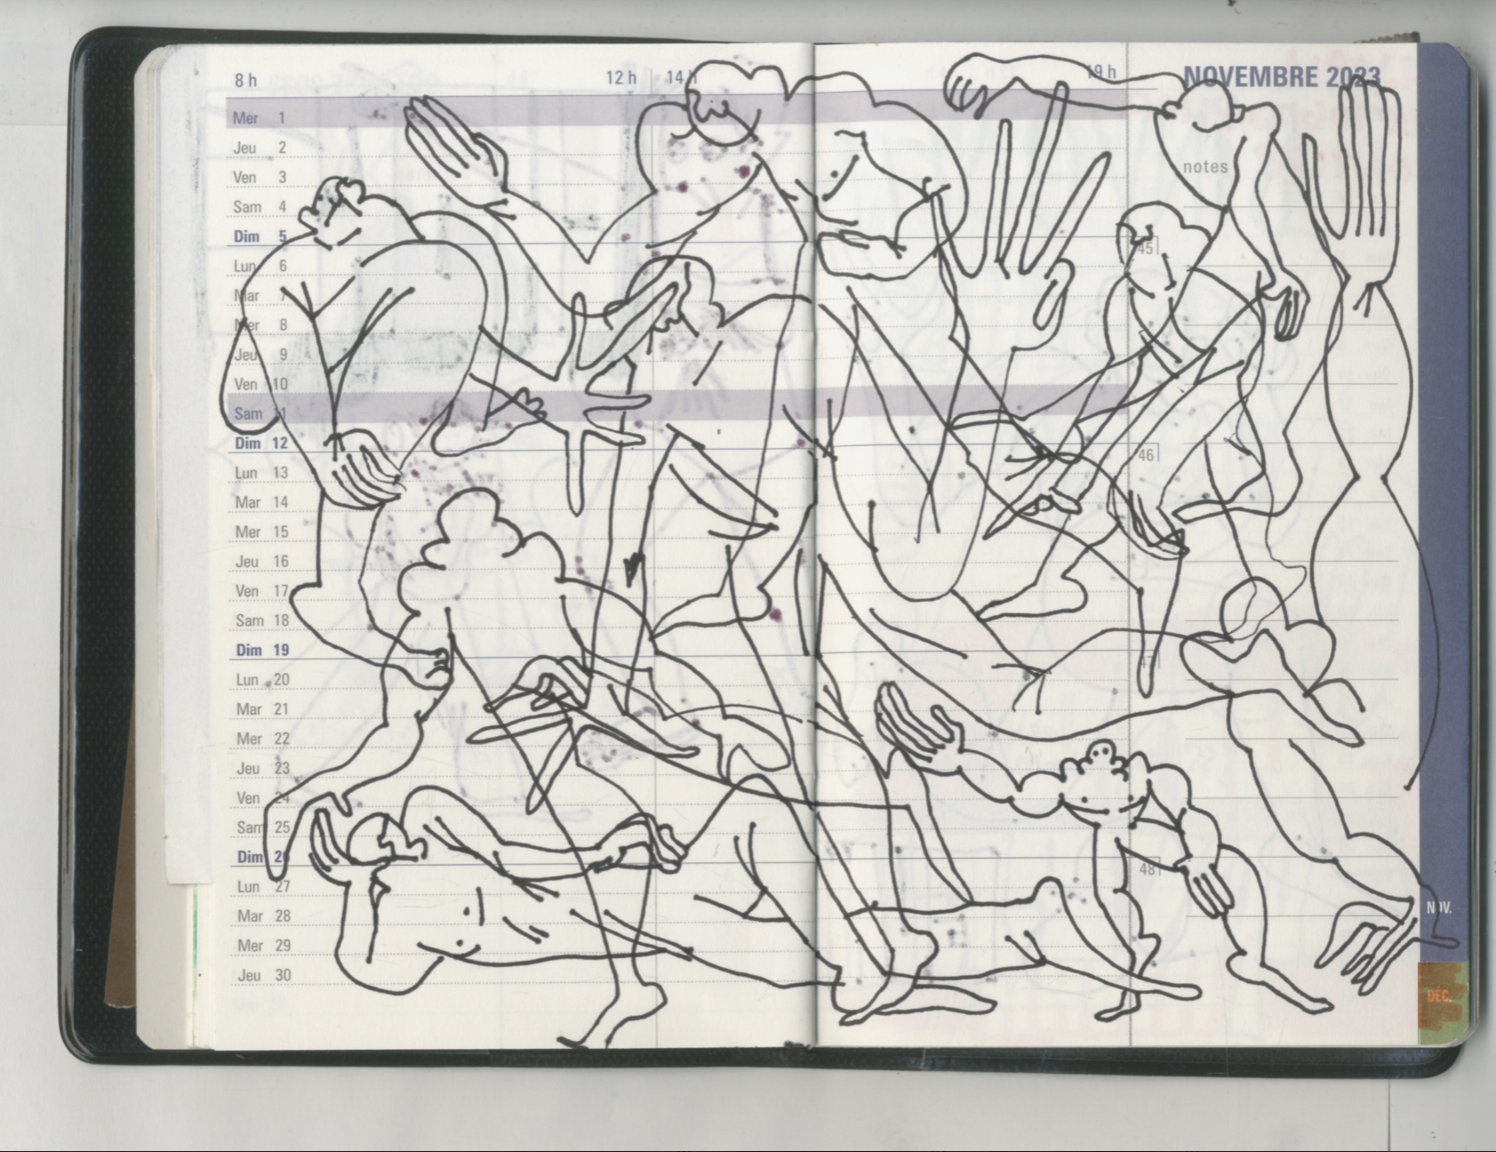 8 h 12 h 14 h 19 h NOVEMBRE 2023
Mer 1
Jeu 2
Ven 3
notes
Sam 4
Dim 5
45
Lun 6
Mar 7
Mer 8
Jeu 9
Ven 10
Sam 11
Dim 12
46
Lun 13
Mar 14
Mer 15
Jeu 16
Ven 17
Sam 18
Dim 19
47
Lun 20
Mar 21
Mer 22
Jeu 23
Ven 24
Sam 25
Dim 26
48
Lun 27
NOV.
Mar 28
Mer 29
Jeu 30
DÉC.